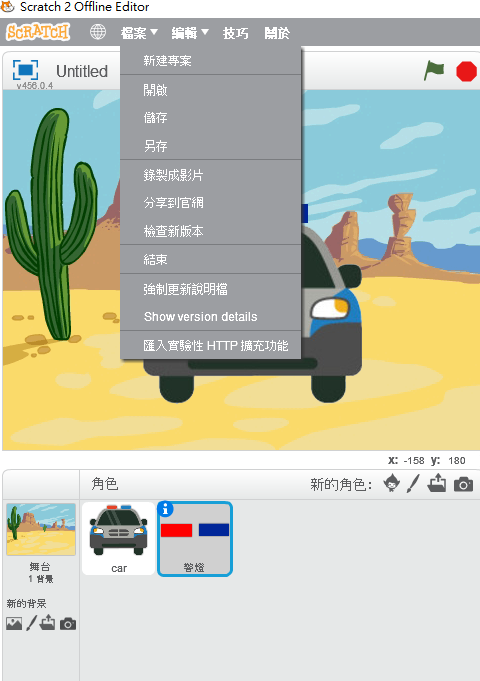 Scratch 2 Offline Editor
SCRATCH 檔案 編輯 技巧 關於
Untitled
v456.0.4
新建專案
開啟
儲存
另存
錄製成影片
分享到官網
檢查新版本
結束
強制更新說明檔
Show version details
匯入實驗性 HTTP 擴充功能
x: -158 y: 180
角色 新的角色:
舞台
1 背景
新的背景
car
警燈